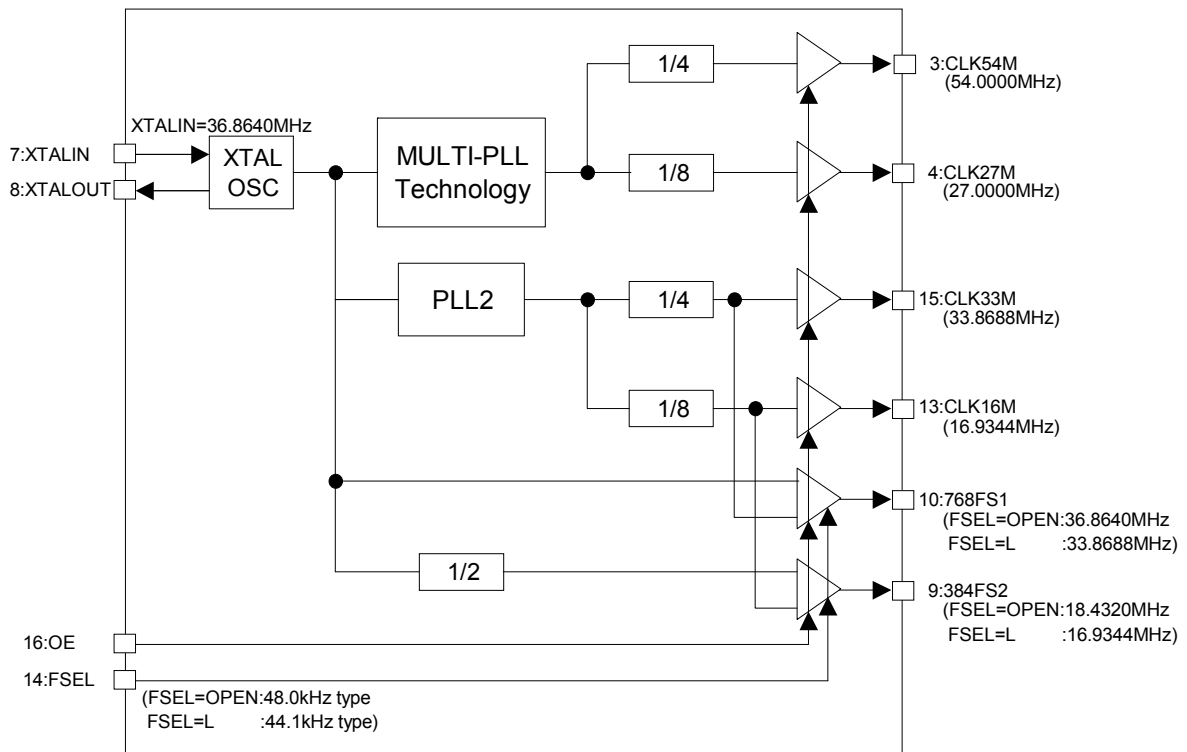 1/4
3:CLK54M
(54.0000MHz)
XTALIN=36.8640MHz
7:XTALIN
8:XTALOUT
XTAL
OSC
MULTI-PLL
Technology
1/8
4:CLK27M
(27.0000MHz)
PLL2
1/4
15:CLK33M
(33.8688MHz)
1/8
13:CLK16M
(16.9344MHz)
10:768FS1
(FSEL=OPEN:36.8640MHz
FSEL=L :33.8688MHz)
1/2
9:384FS2
(FSEL=OPEN:18.4320MHz
FSEL=L :16.9344MHz)
16:OE
14:FSEL
(FSEL=OPEN:48.0kHz type
FSEL=L :44.1kHz type)